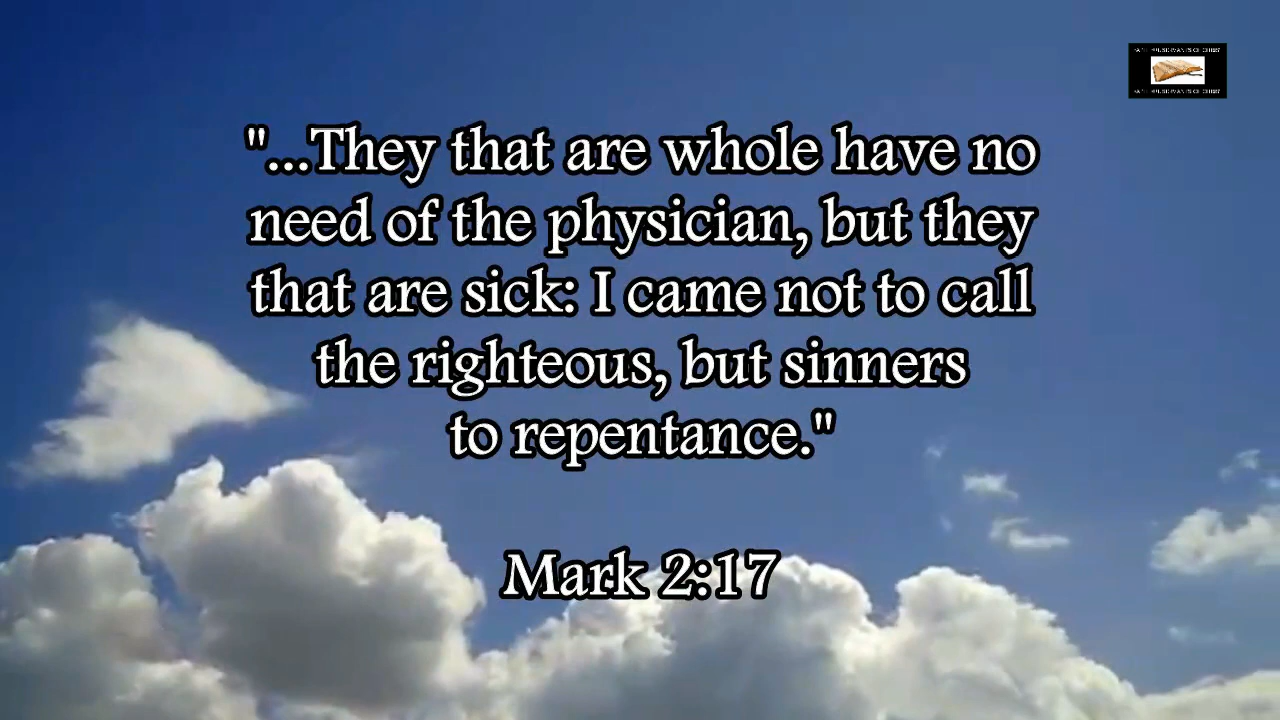 "...They that are whole have no
need of the physician, but they
that are sick: I came not to call
the righteous, but sinners
to repentance."
Mark 2:17